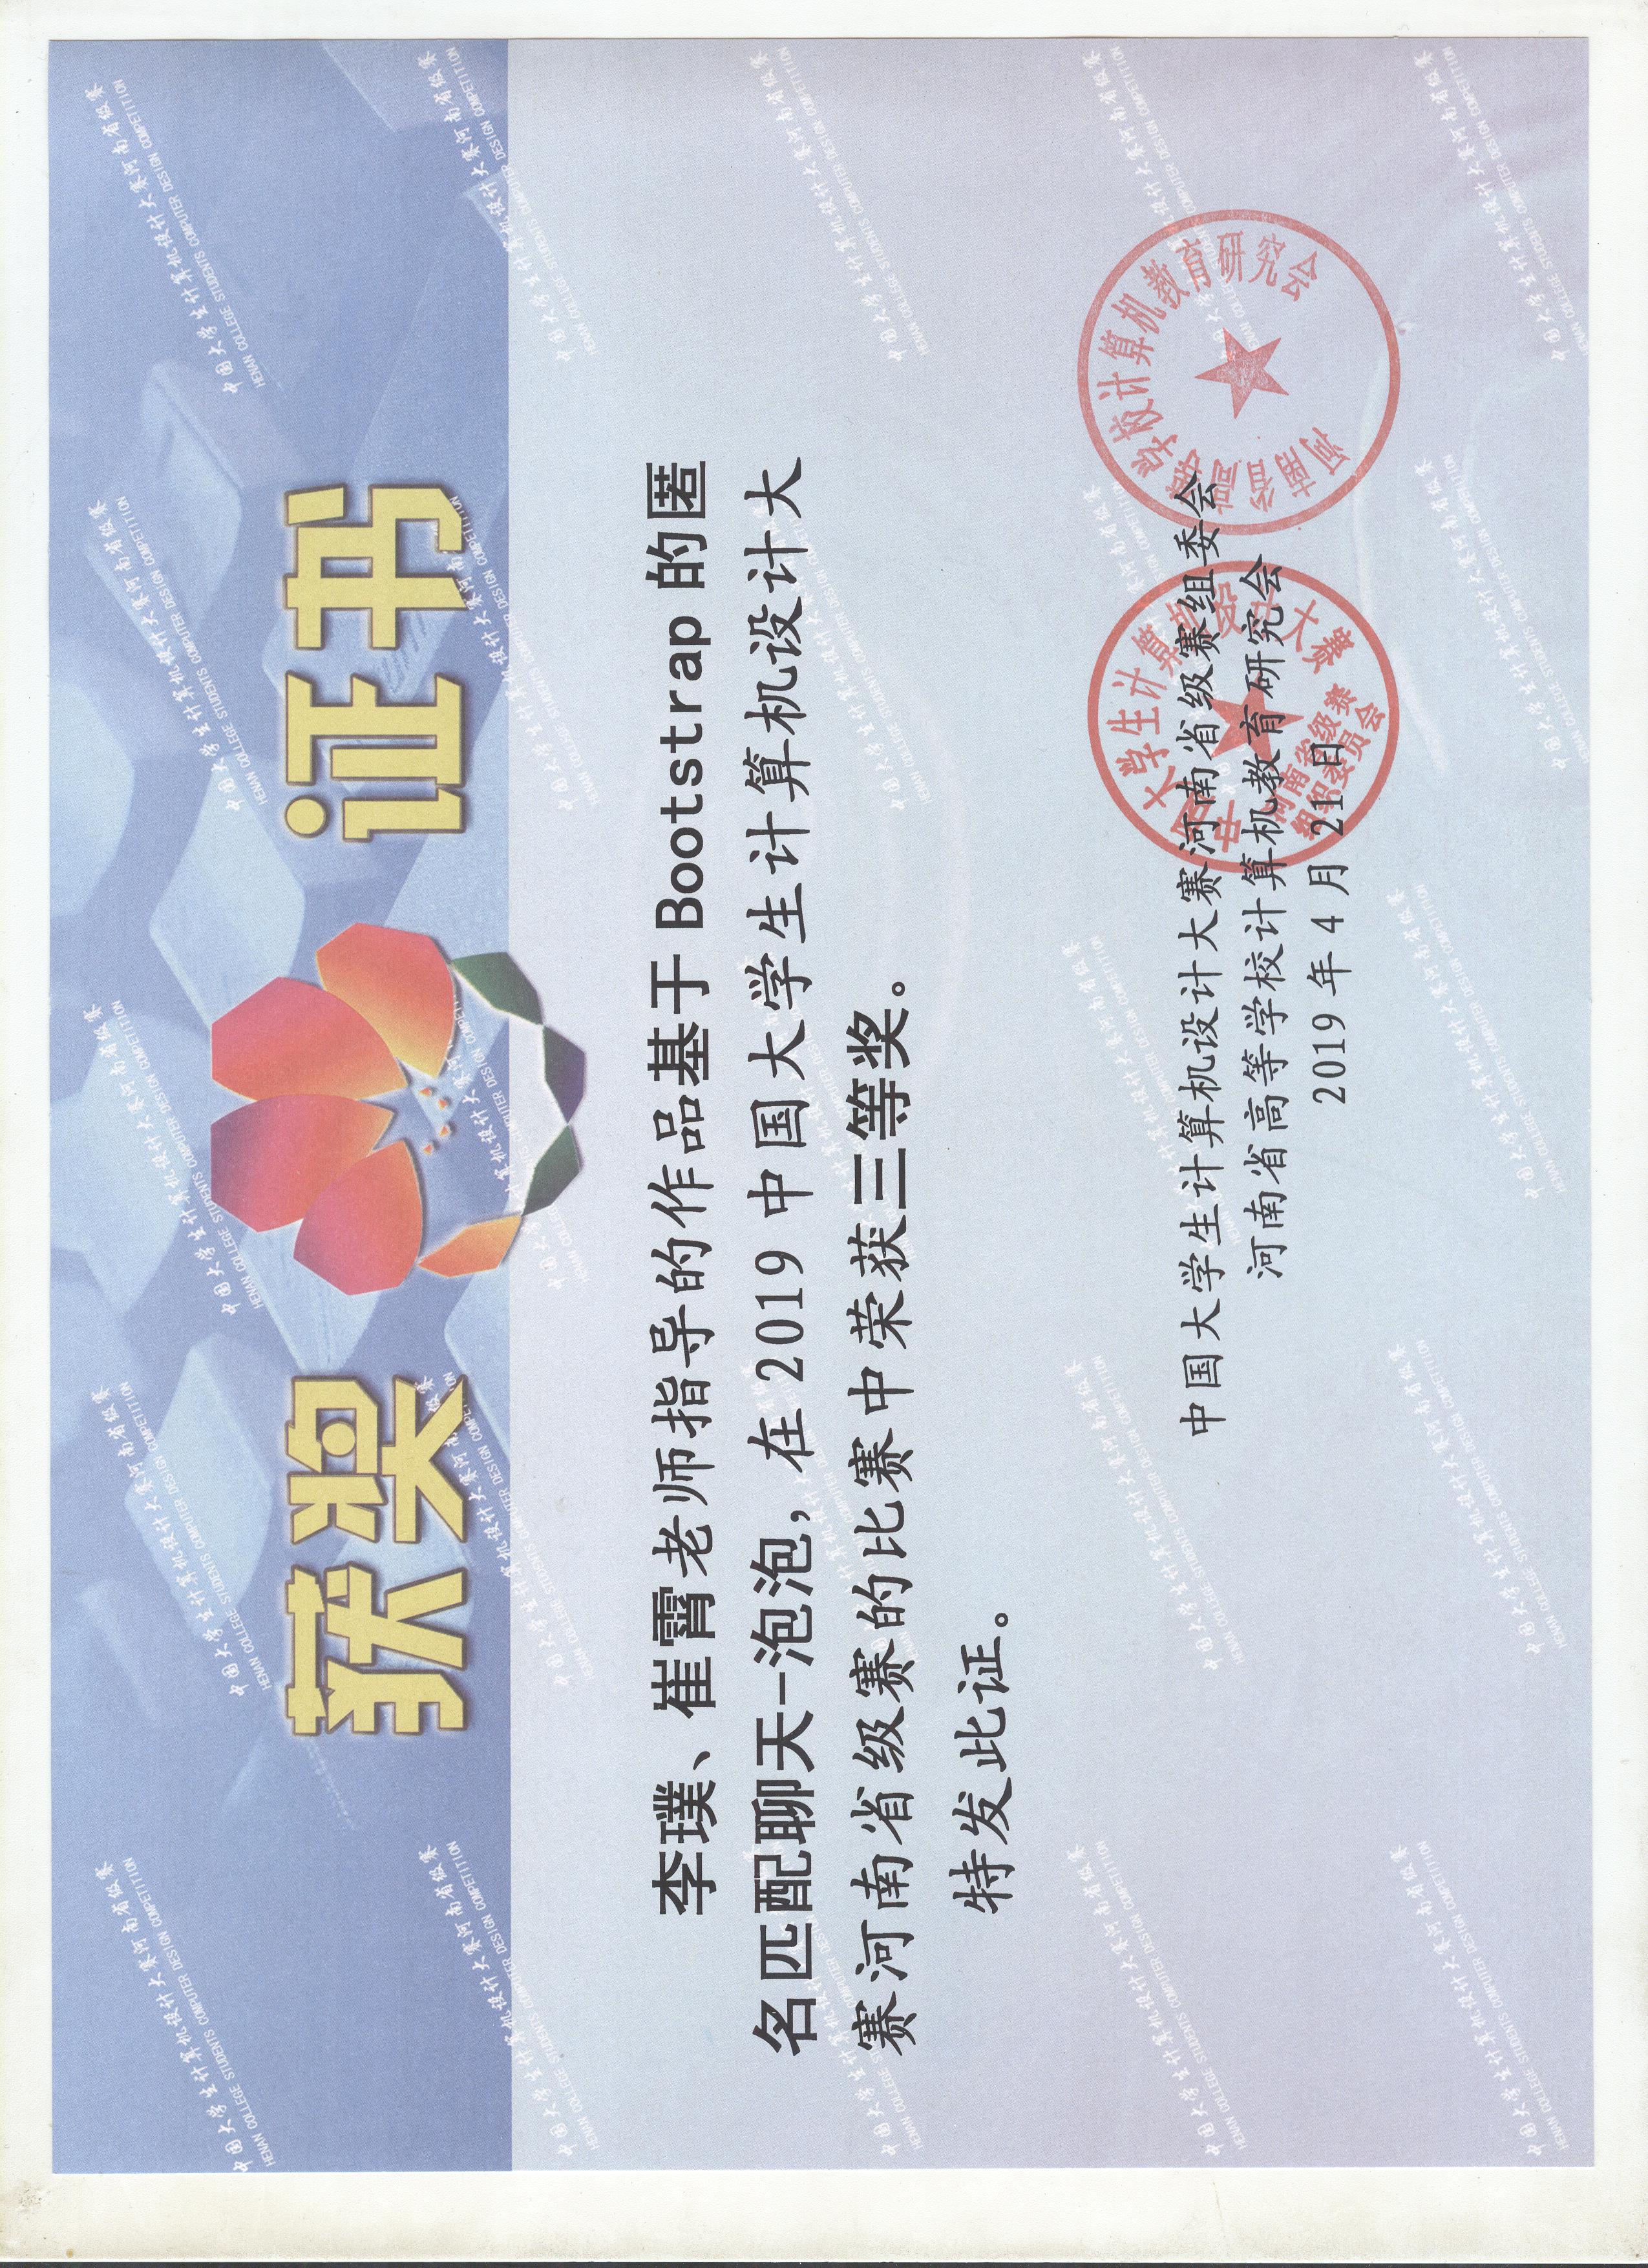 获奖 证书
李璞、崔霄老师指导的作品基于 Bootstrap 的匿
名匹配聊天-泡泡，在 2019 中国大学生计算机设计大
赛河南省级赛的比赛中荣获三等奖。
特发此证。
中国大学生计算机设计大赛河南省级赛组委会
河南省高等学校计算机教育研究会
2019 年 4 月 21 日
中国大学生计算机设计大赛
河南省级赛
组织委员会
河南省高等学校计算机教育研究会
中国大学生计算机设计大赛河南省级赛
HENAN COLLEGE STUDENTS COMPUTER DESIGN COMPETITION